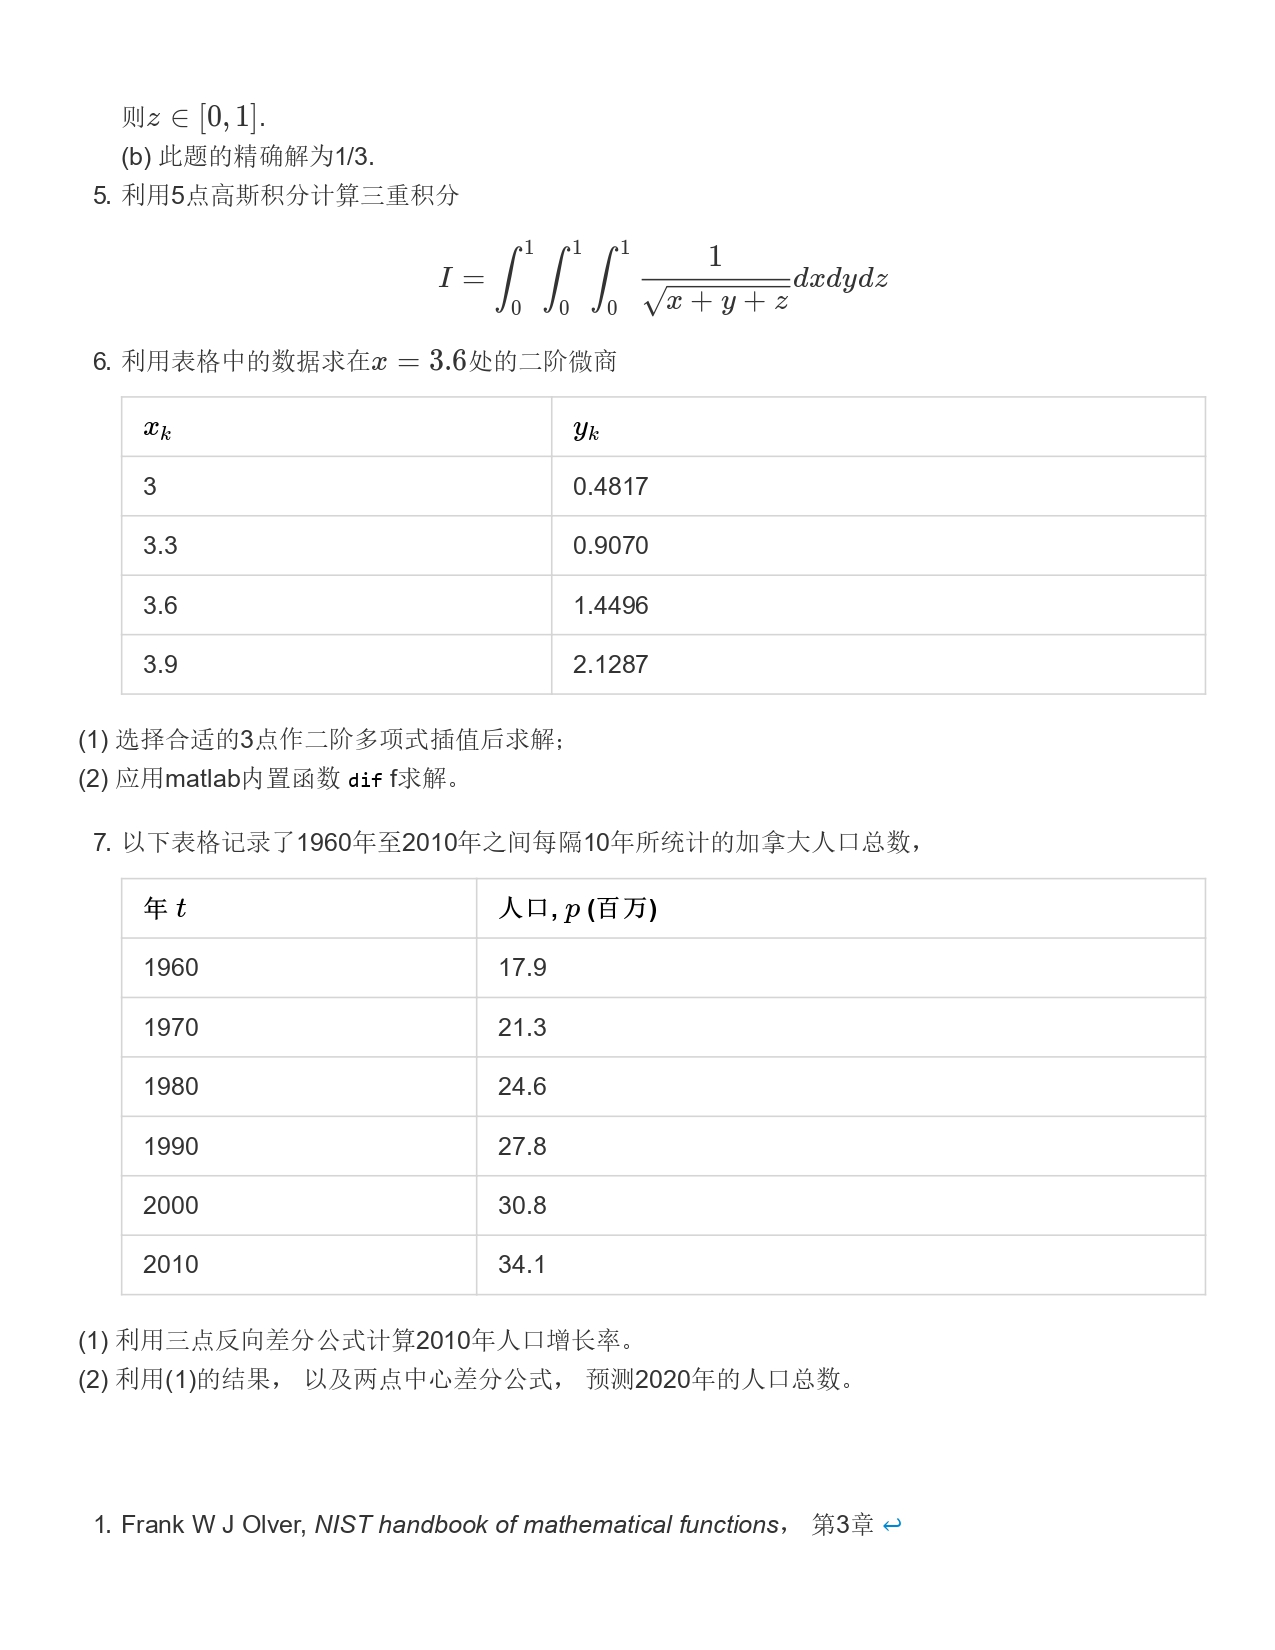 则z ∈ [0, 1].
(b) 此题的精确解为1/3.
5. 利用5点高斯积分计算三重积分
I = ∫_0^1 ∫_0^1 ∫_0^1 1/√(x + y + z) dxdydz
6. 利用表格中的数据求在x = 3.6处的二阶微商
x_k y_k
3 0.4817
3.3 0.9070
3.6 1.4496
3.9 2.1287
(1) 选择合适的3点作二阶多项式插值后求解；
(2) 应用matlab内置函数 dif f求解。
7. 以下表格记录了1960年至2010年之间每隔10年所统计的加拿大人口总数，
年 t 人口, p (百万)
1960 17.9
1970 21.3
1980 24.6
1990 27.8
2000 30.8
2010 34.1
(1) 利用三点反向差分公式计算2010年人口增长率。
(2) 利用(1)的结果， 以及两点中心差分公式， 预测2020年的人口总数。
1. Frank W J Olver, NIST handbook of mathematical functions， 第3章 ↩